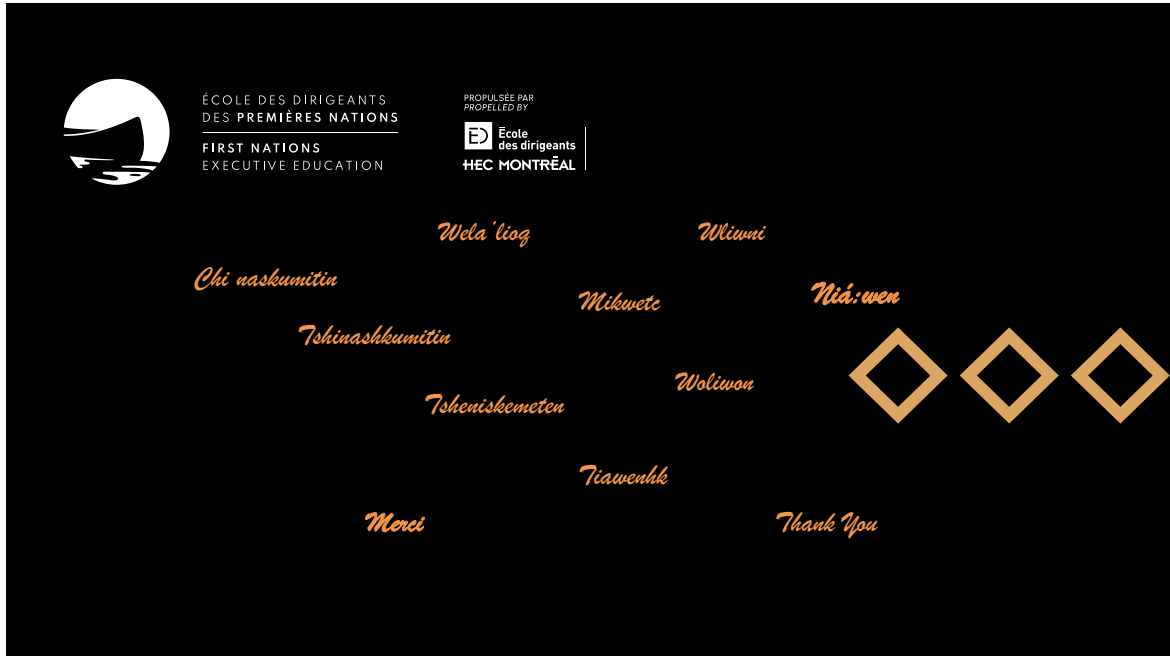 ÉCOLE DES DIRIGEANTS
DES PREMIÈRES NATIONS
FIRST NATIONS
EXECUTIVE EDUCATION
PROPULSÉE PAR
PROPELLED BY
ED
École
des dirigeants
HEC MONTRÉAL
Wela'lioq
Wliwni
Chi naskumitin
Mikwetc
Niá:wen
Tshinashkumitin
Woliwon
Tsheniskemeten
Tiawenhk
Merci
Thank You